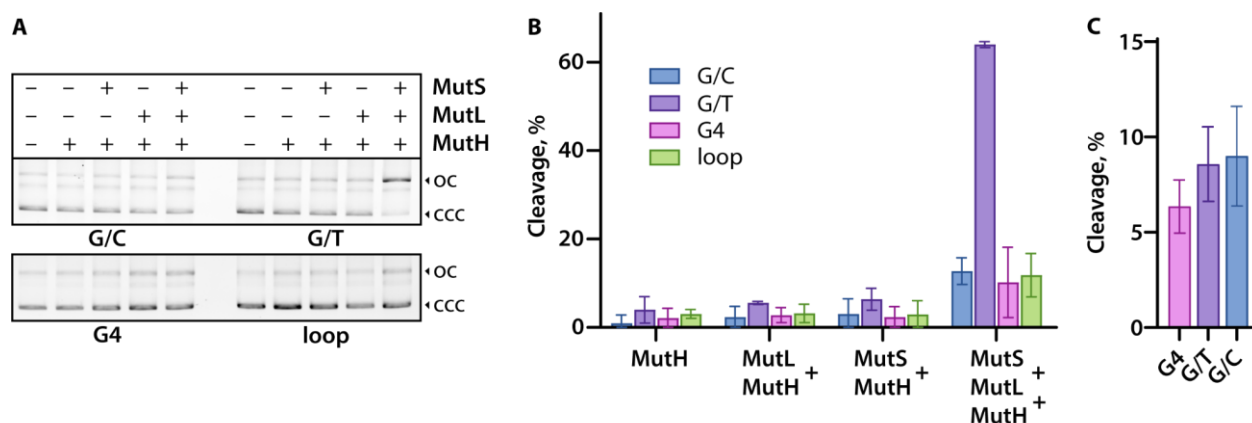 A
− − + − + − − + − + MutS
− − − + + − − − + + MutL
− + + + + − + + + + MutH
OC
CCC
G/C G/T
OC
CCC
G4 loop
B
Cleavage, %
60
40
20
0
G/C
G/T
G4
loop
MutH
MutL +
MutH
MutS +
MutH
MutS +
MutL
MutH +
C
Cleavage, %
15
10
5
0
G4 G/T G/C